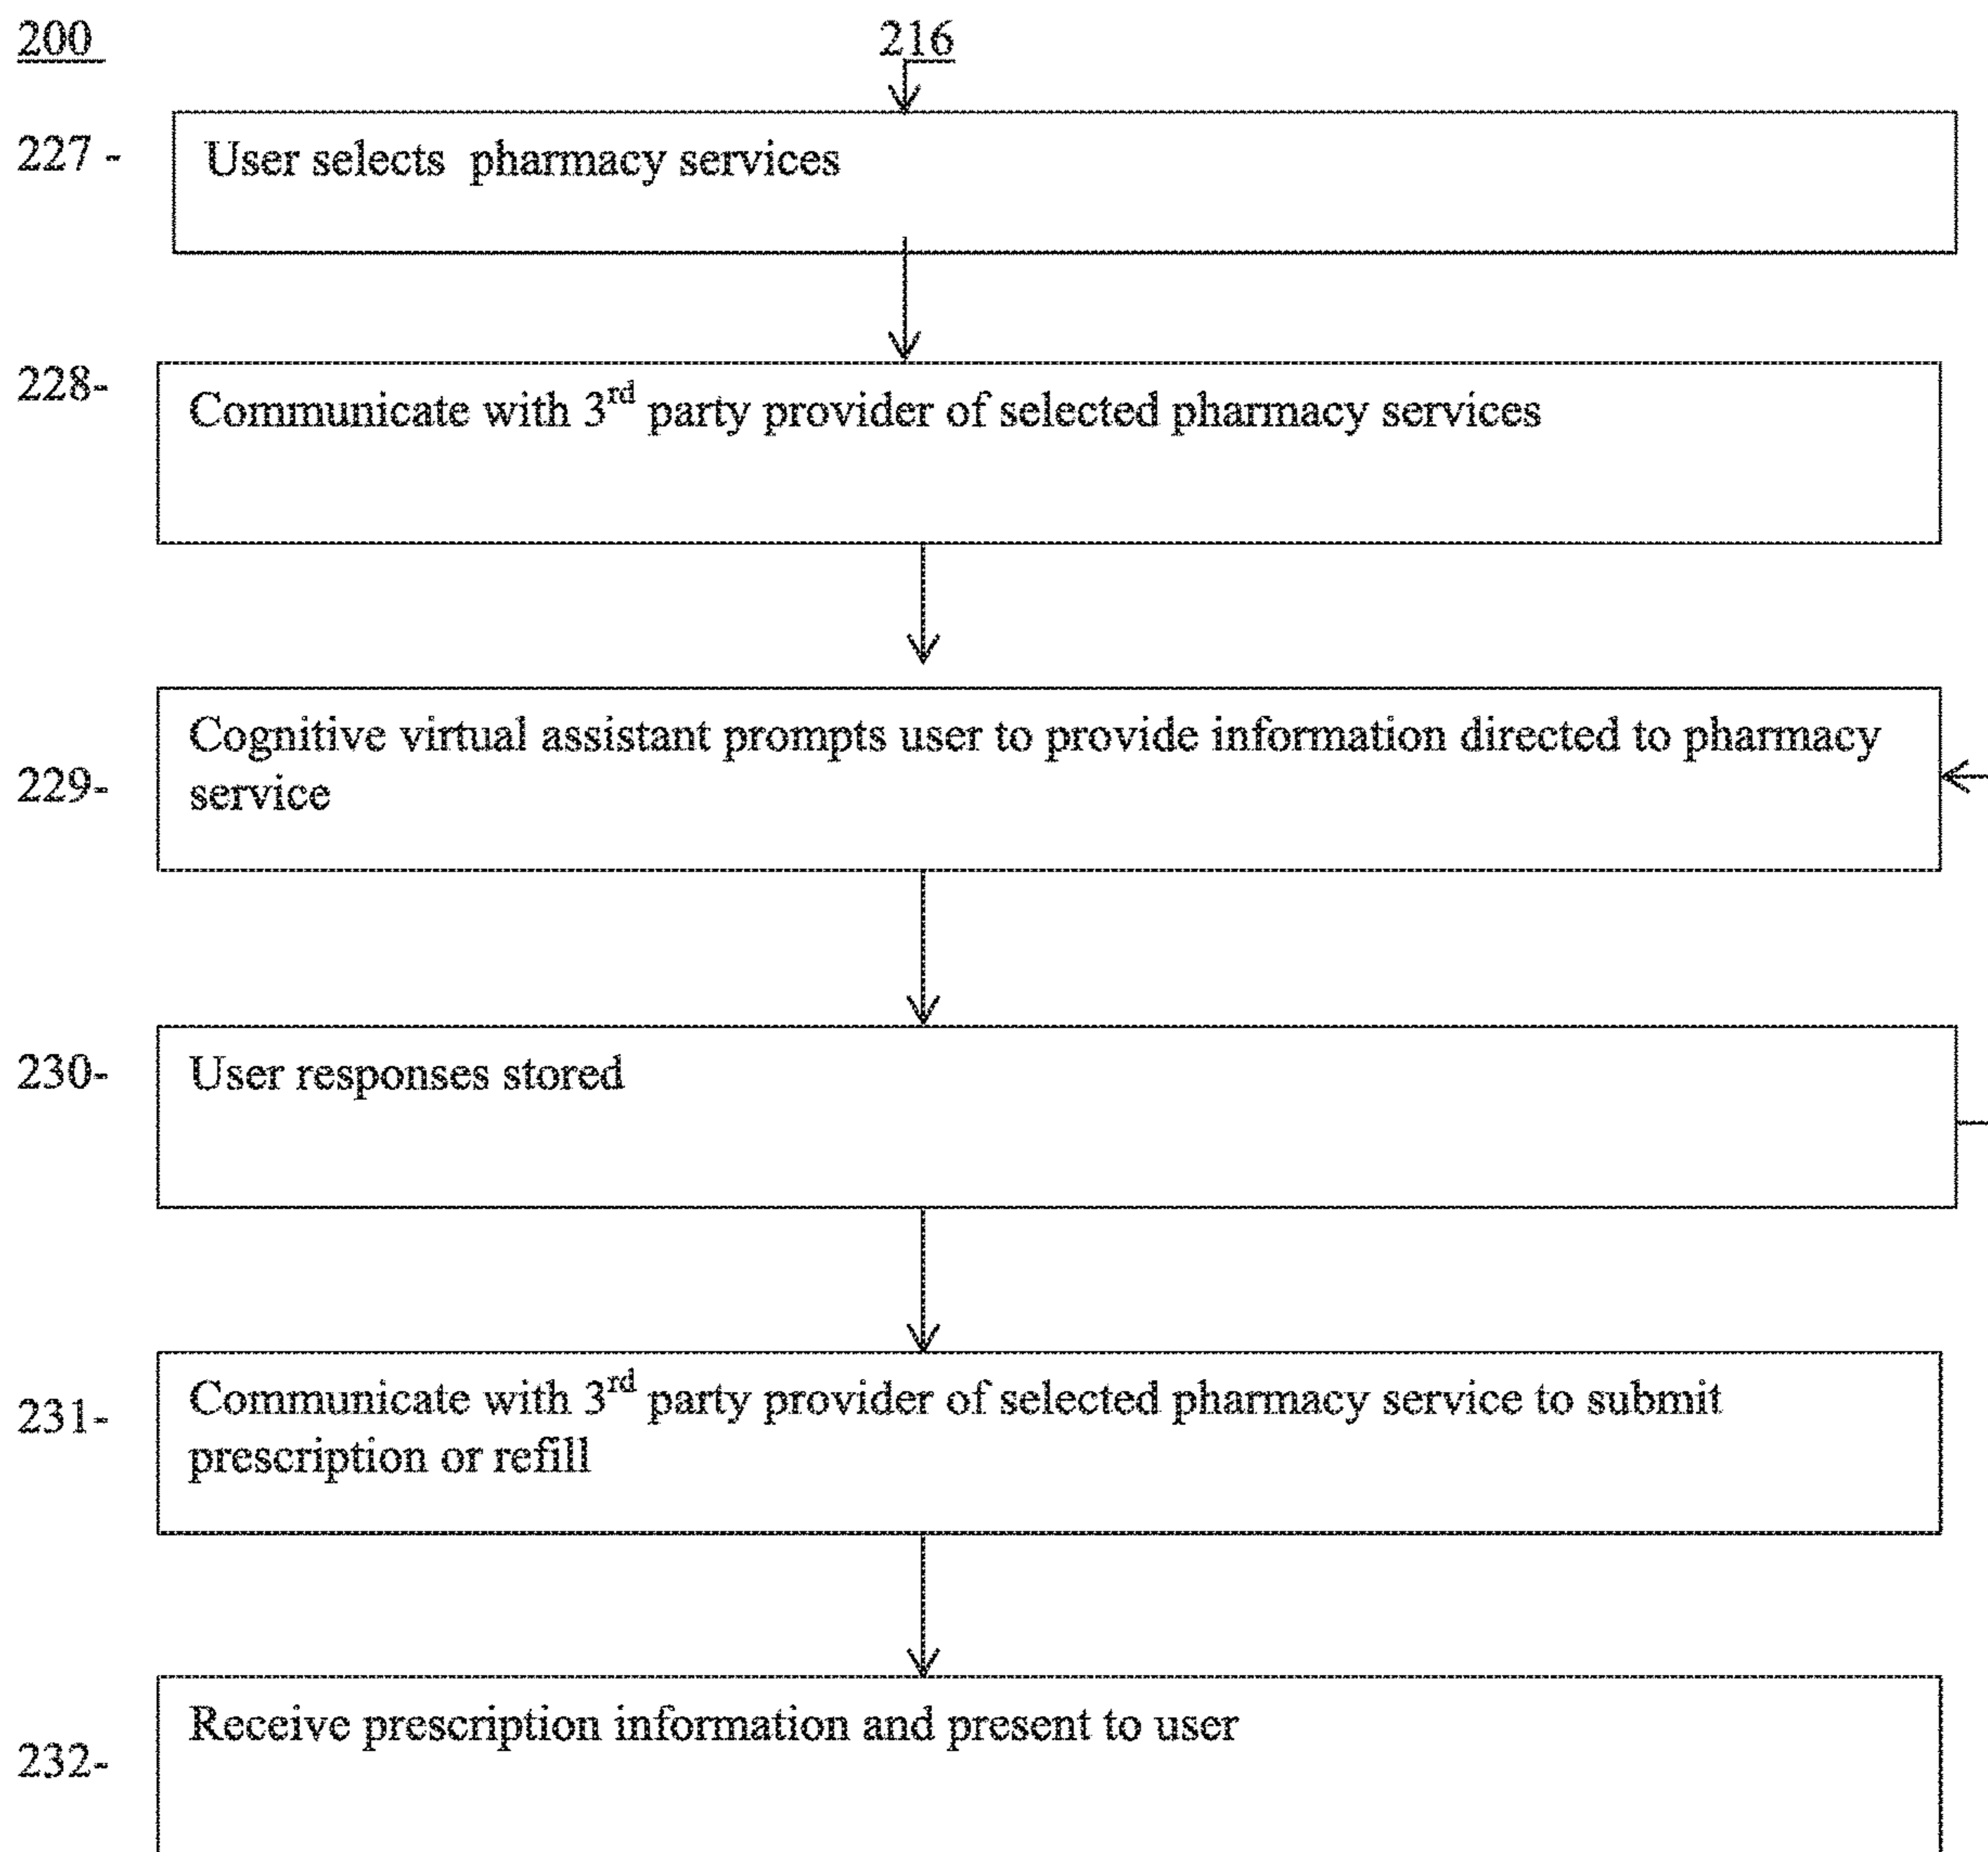 200
216
227 -
User selects pharmacy services
228-
Communicate with 3rd party provider of selected pharmacy services
229-
Cognitive virtual assistant prompts user to provide information directed to pharmacy
service
230-
User responses stored
231-
Communicate with 3rd party provider of selected pharmacy service to submit
prescription or refill
232-
Receive prescription information and present to user